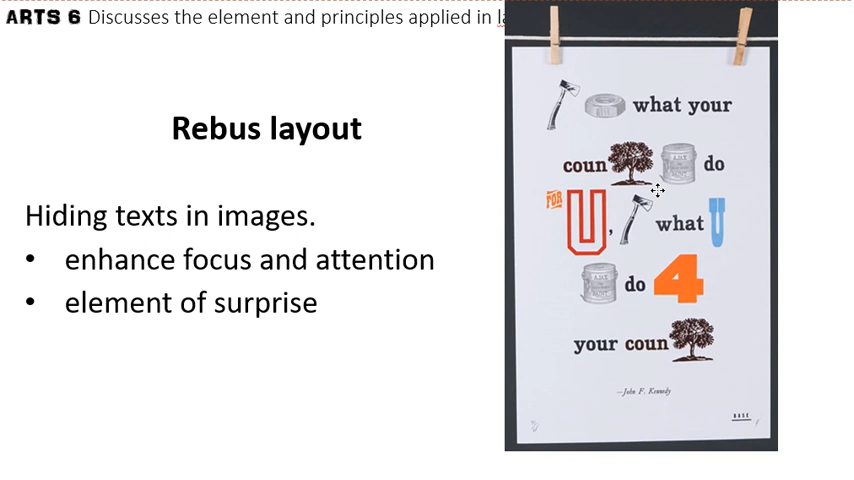 ARTS 6 Discusses the element and principles applied in la
Rebus layout
Hiding texts in images.
• enhance focus and attention
• element of surprise
what your
coun do
FOR U, what U
do 4
your coun
—John F. Kennedy
BASE